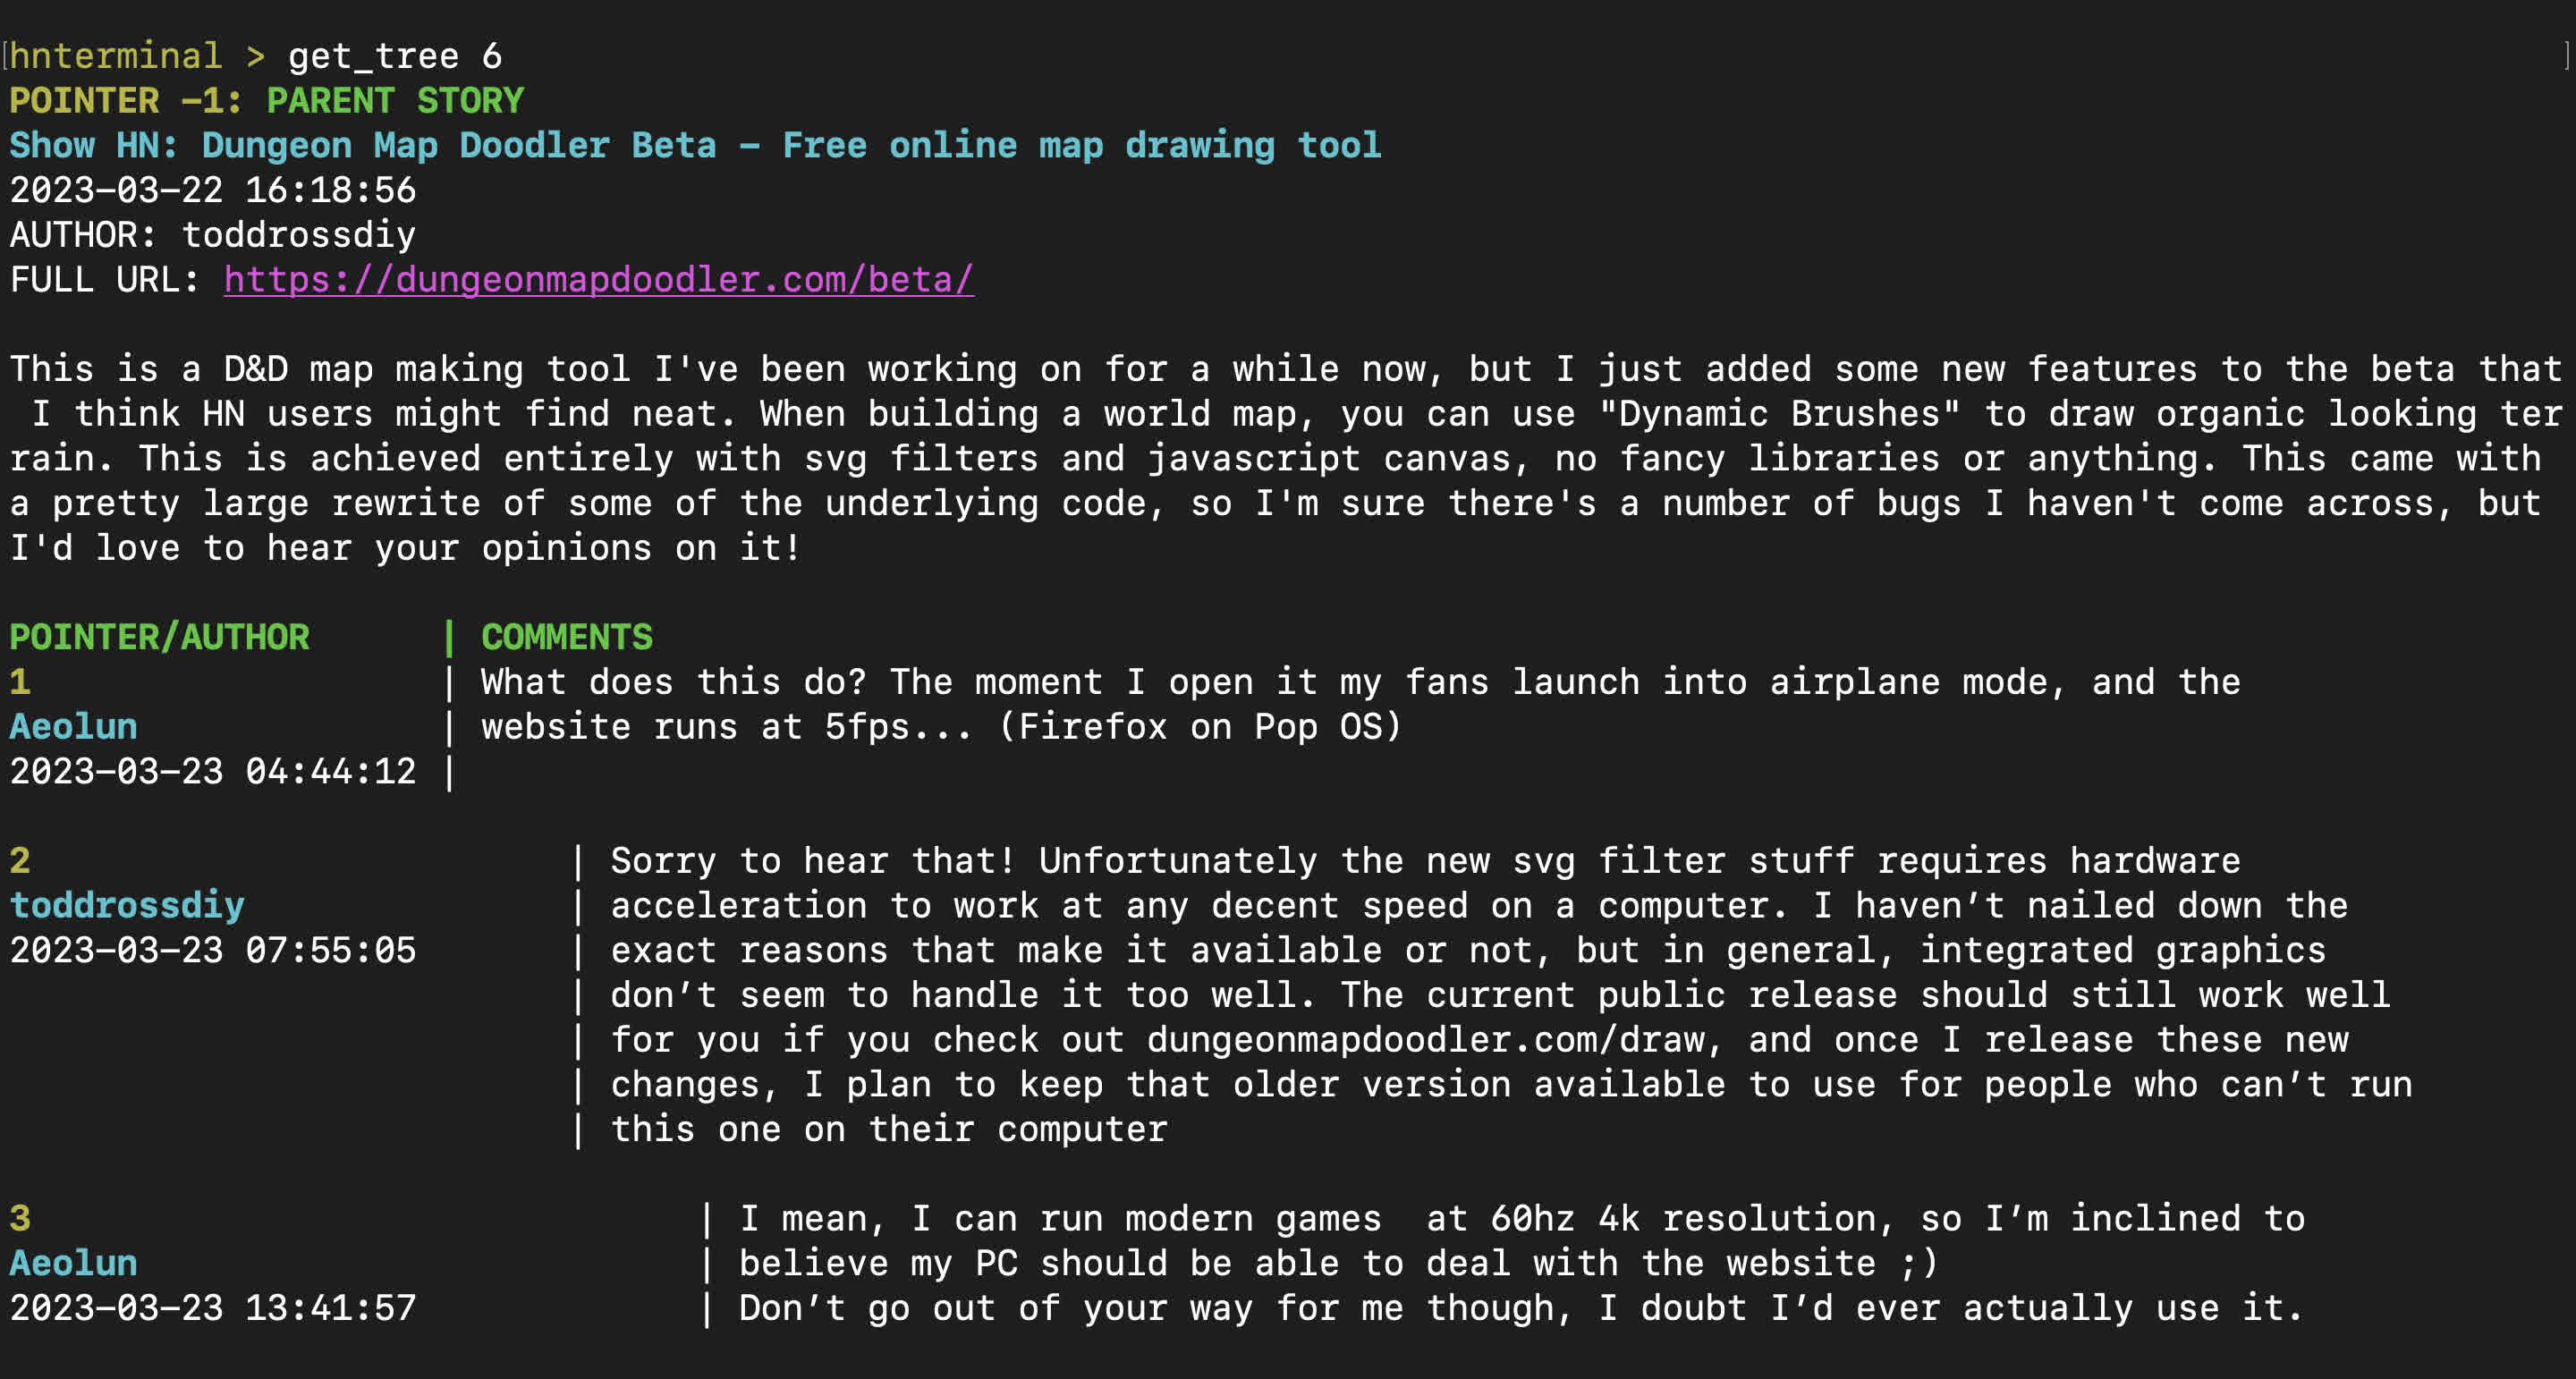 [hnterminal > get_tree 6 ]
POINTER -1: PARENT STORY
Show HN: Dungeon Map Doodler Beta - Free online map drawing tool
2023-03-22 16:18:56
AUTHOR: toddrossdiy
FULL URL: https://dungeonmapdoodler.com/beta/
This is a D&D map making tool I've been working on for a while now, but I just added some new features to the beta that
I think HN users might find neat. When building a world map, you can use "Dynamic Brushes" to draw organic looking ter
rain. This is achieved entirely with svg filters and javascript canvas, no fancy libraries or anything. This came with
a pretty large rewrite of some of the underlying code, so I'm sure there's a number of bugs I haven't come across, but
I'd love to hear your opinions on it!
POINTER/AUTHOR | COMMENTS
1 | What does this do? The moment I open it my fans launch into airplane mode, and the
Aeolun | website runs at 5fps... (Firefox on Pop OS)
2023-03-23 04:44:12 |
2 | Sorry to hear that! Unfortunately the new svg filter stuff requires hardware
toddrossdiy | acceleration to work at any decent speed on a computer. I haven’t nailed down the
2023-03-23 07:55:05 | exact reasons that make it available or not, but in general, integrated graphics
| don’t seem to handle it too well. The current public release should still work well
| for you if you check out dungeonmapdoodler.com/draw, and once I release these new
| changes, I plan to keep that older version available to use for people who can’t run
| this one on their computer
3 | I mean, I can run modern games  at 60hz 4k resolution, so I’m inclined to
Aeolun | believe my PC should be able to deal with the website ;)
2023-03-23 13:41:57 | Don’t go out of your way for me though, I doubt I’d ever actually use it.